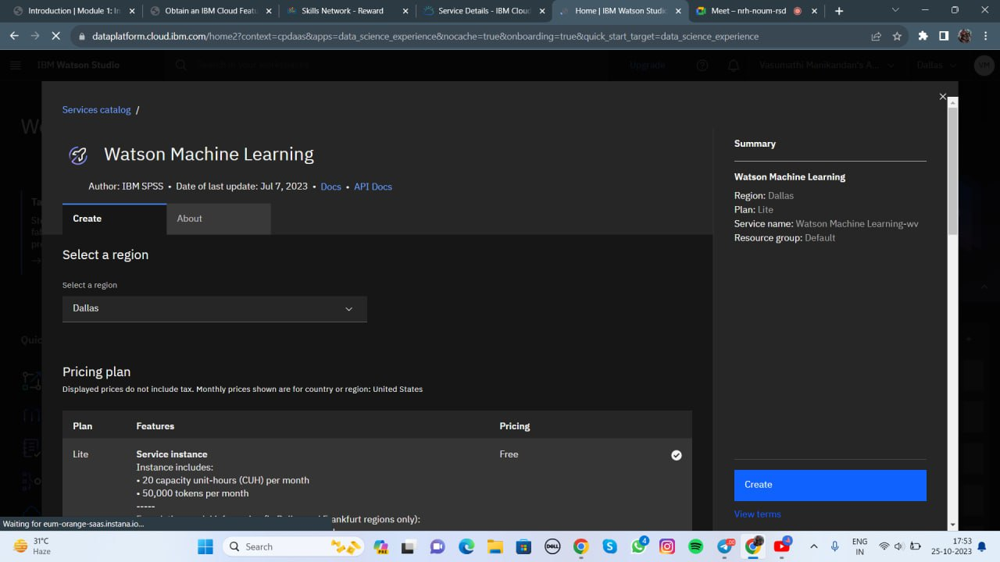 Introduction | Module 1: In
Obtain an IBM Cloud Featu
Skills Network - Reward
Service Details - IBM Cloud
Home | IBM Watson Studio
Meet – nrh-noum-rsd
dataplatform.cloud.ibm.com/home2?context=cpdaas&apps=data_science_experience&nocache=true&onboarding=true&quick_start_target=data_science_experience
IBM Watson Studio
Search in your workspaces
Upgrade
Vasumathi Manikandan's A...
Dallas
VM
Services catalog /
Watson Machine Learning
Author: IBM SPSS • Date of last update: Jul 7, 2023 • Docs • API Docs
Create
About
Select a region
Select a region
Dallas
Pricing plan
Displayed prices do not include tax. Monthly prices shown are for country or region: United States
Plan Features Pricing
Lite Service instance Free
Instance includes:
• 20 capacity unit-hours (CUH) per month
• 50,000 tokens per month
-----
ankfurt regions only):
Summary
Watson Machine Learning
Region: Dallas
Plan: Lite
Service name: Watson Machine Learning-wv
Resource group: Default
Create
View terms
Waiting for eum-orange-saas.instana.io...
31°C
Haze
Search
DELL
4
ENG
IN
17:53
25-10-2023